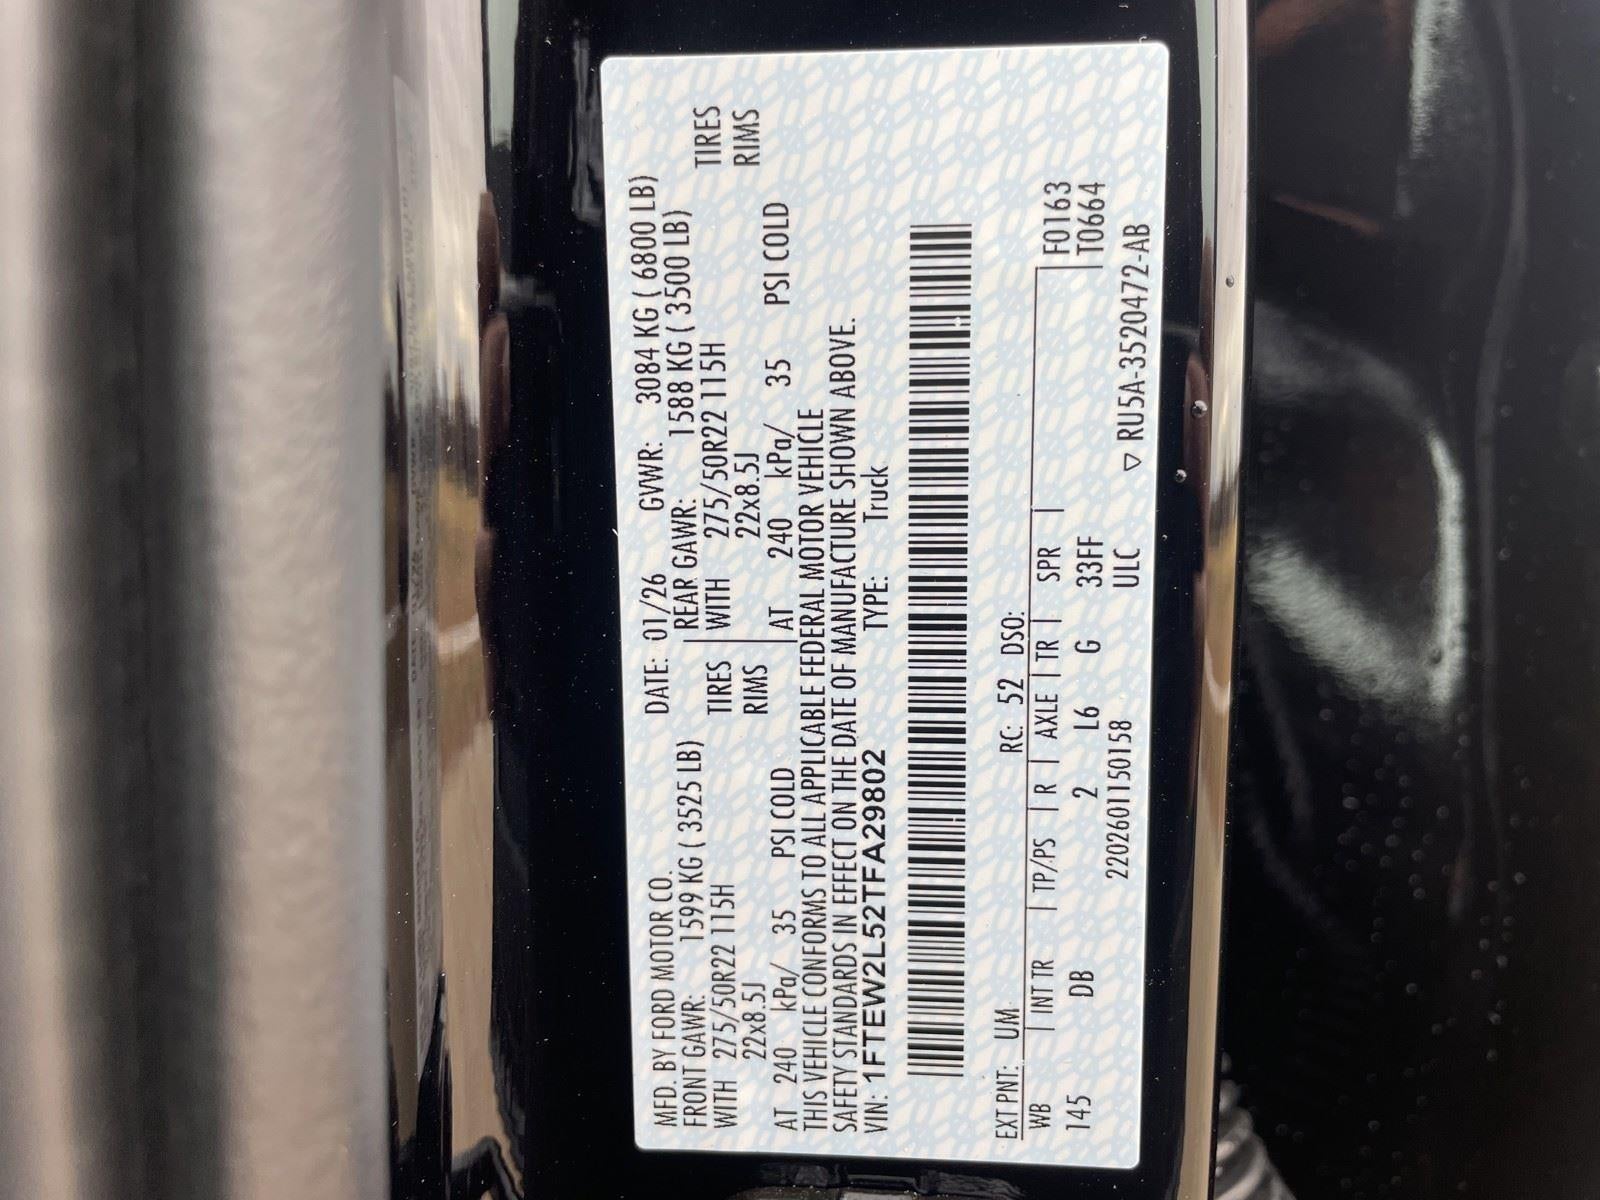 MFD. BY FORD MOTOR CO. DATE: 01/26 GVWR: 3084 KG ( 6800 LB)
FRONT GAWR: 1599 KG ( 3525 LB) REAR GAWR: 1588 KG ( 3500 LB)
WITH 275/50R22 115H TIRES WITH 275/50R22 115H TIRES
22x8.5J RIMS 22x8.5J RIMS
AT 240 kPa/ 35 PSI COLD AT 240 kPa/ 35 PSI COLD
THIS VEHICLE CONFORMS TO ALL APPLICABLE FEDERAL MOTOR VEHICLE
SAFETY STANDARDS IN EFFECT ON THE DATE OF MANUFACTURE SHOWN ABOVE.
VIN: 1FTEW2L52TFA29802 TYPE: Truck
EXT PNT: UM RC: 52 DSO:
WB INT TR TP/PS R AXLE TR SPR F0163
145 DB 2 L6 G 33FF T0664
2202601150158 ULC ▽ RU5A-3520472-AB